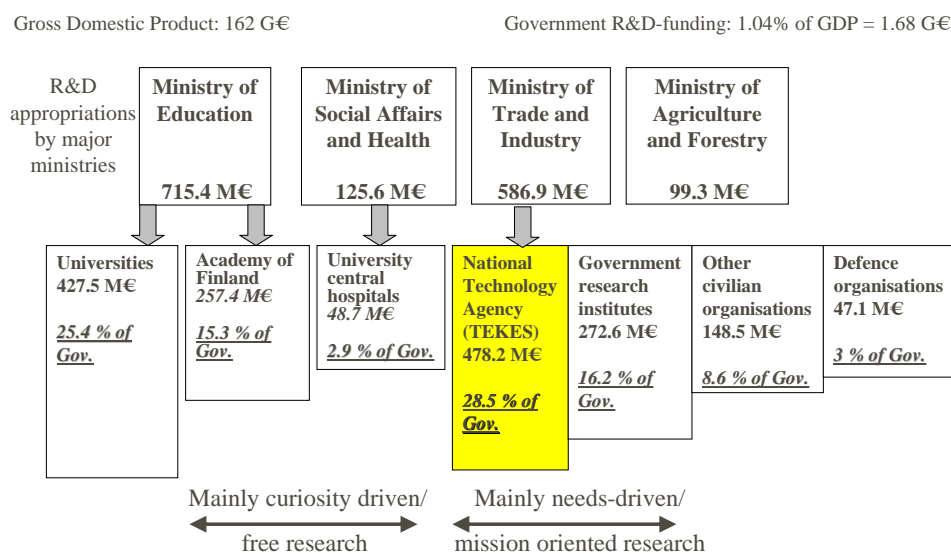 Gross Domestic Product: 162 G€
Government R&D-funding: 1.04% of GDP = 1.68 G€
R&D
appropriations
by major
ministries
Ministry of
Education
715.4 M€
Ministry of
Social Affairs
and Health
125.6 M€
Ministry of
Trade and
Industry
586.9 M€
Ministry of
Agriculture
and Forestry
99.3 M€
Universities
427.5 M€
25.4 % of
Gov.
Academy of
Finland
257.4 M€
15.3 % of
Gov.
University
central
hospitals
48.7 M€
2.9 % of Gov.
National
Technology
Agency
(TEKES)
478.2 M€
28.5 % of
Gov.
Government
research
institutes
272.6 M€
16.2 % of
Gov.
Other
civilian
organisations
148.5 M€
8.6 % of Gov.
Defence
organisations
47.1 M€
3 % of Gov.
Mainly curiosity driven/
free research
Mainly needs-driven/
mission oriented research